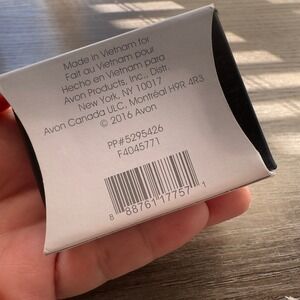 Made in Vietnam for
Fait au Vietnam pour
Hecho en Vietnam para
Avon Products, Inc., Distr.
New York, NY 10017
Avon Canada ULC, Montréal H9R 4R3
© 2016 Avon
PP#5295426
F4045771
8 88761 17757 1